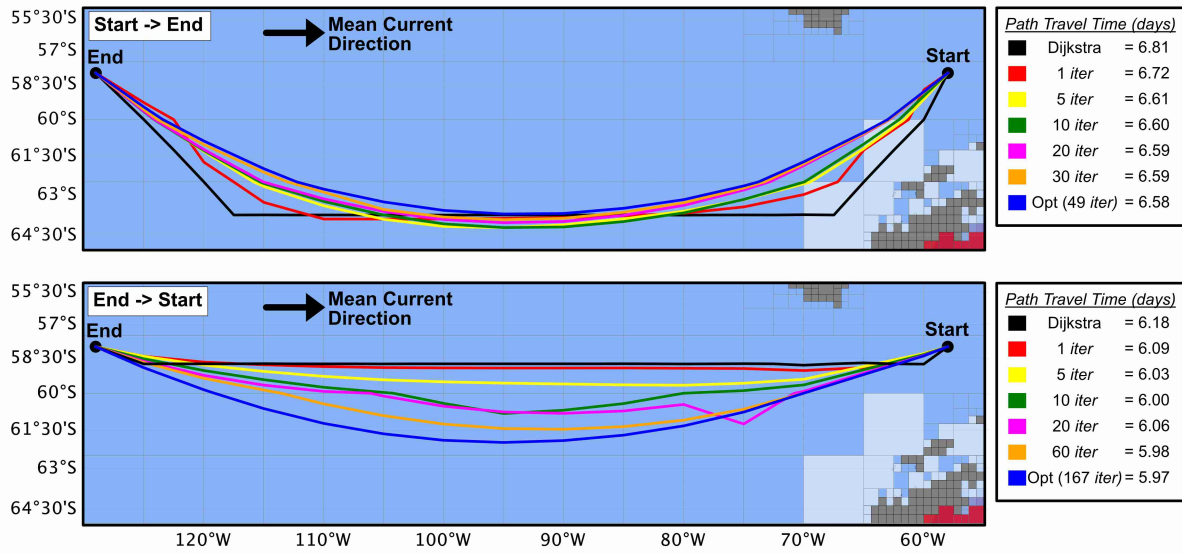 55°30'S
57°S
58°30'S
60°S
61°30'S
63°S
64°30'S
Start -> End
Mean Current
Direction
End
Start
Path Travel Time (days)
Dijkstra = 6.81
1 iter = 6.72
5 iter = 6.61
10 iter = 6.60
20 iter = 6.59
30 iter = 6.59
Opt (49 iter) = 6.58
55°30'S
57°S
58°30'S
60°S
61°30'S
63°S
64°30'S
End -> Start
Mean Current
Direction
End
Start
Path Travel Time (days)
Dijkstra = 6.18
1 iter = 6.09
5 iter = 6.03
10 iter = 6.00
20 iter = 6.06
60 iter = 5.98
Opt (167 iter) = 5.97
120°W 110°W 100°W 90°W 80°W 70°W 60°W